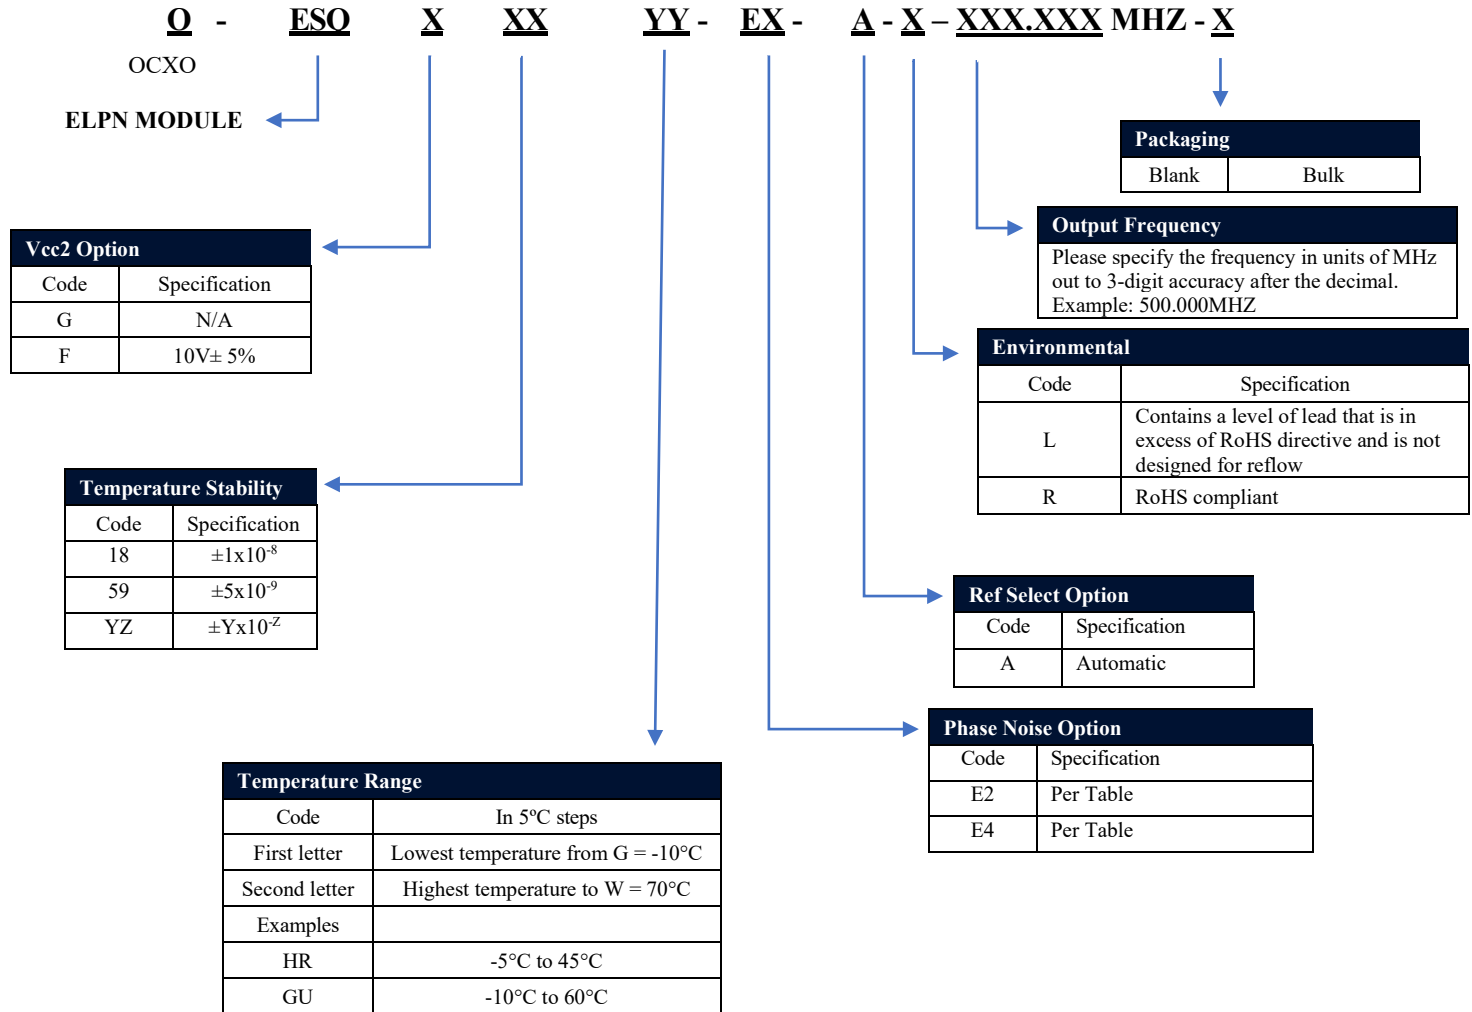 O - ESO X XX YY - EX - A - X – XXX.XXX MHZ - X
OCXO
ELPN MODULE
Packaging
Blank Bulk
Output Frequency
Please specify the frequency in units of MHz
out to 3-digit accuracy after the decimal.
Example: 500.000MHZ
Vcc2 Option
Code Specification
G N/A
F 10V± 5%
Environmental
Code Specification
L Contains a level of lead that is in
excess of RoHS directive and is not
designed for reflow
R RoHS compliant
Temperature Stability
Code Specification
18 ±1x10⁻⁸
59 ±5x10⁻⁹
YZ ±Yx10⁻ᶻ
Ref Select Option
Code Specification
A Automatic
Phase Noise Option
Code Specification
E2 Per Table
E4 Per Table
Temperature Range
Code In 5ºC steps
First letter Lowest temperature from G = -10°C
Second letter Highest temperature to W = 70°C
Examples
HR -5°C to 45°C
GU -10°C to 60°C